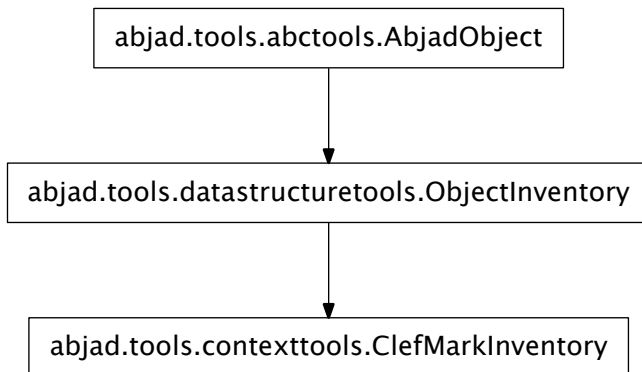 abjad.tools.abctools.AbjadObject
abjad.tools.datastructuretools.ObjectInventory
abjad.tools.contexttools.ClefMarkInventory